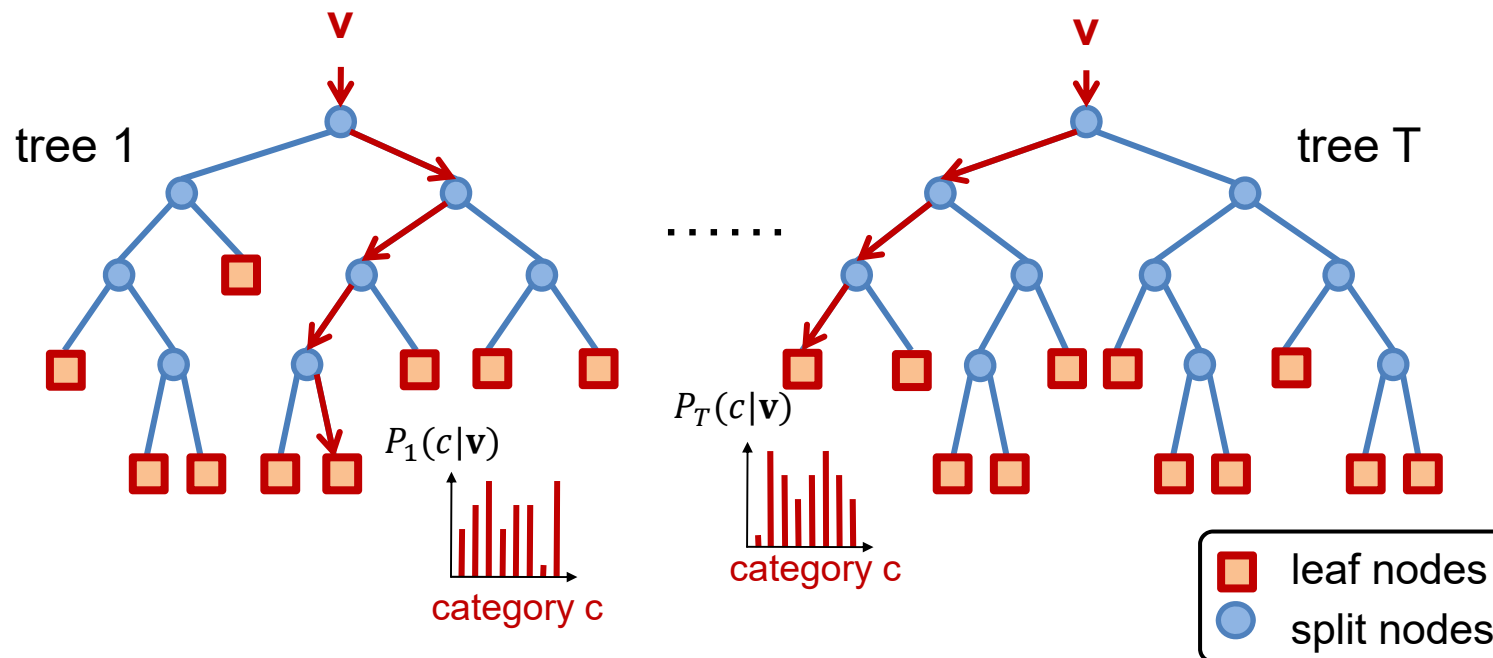 v
v
tree 1
tree T
......
P_T(c|v)
P_1(c|v)
category c
category c
leaf nodes
split nodes